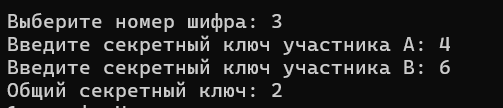 Выберите номер шифра: 3
Введите секретный ключ участника A: 4
Введите секретный ключ участника B: 6
Общий секретный ключ: 2